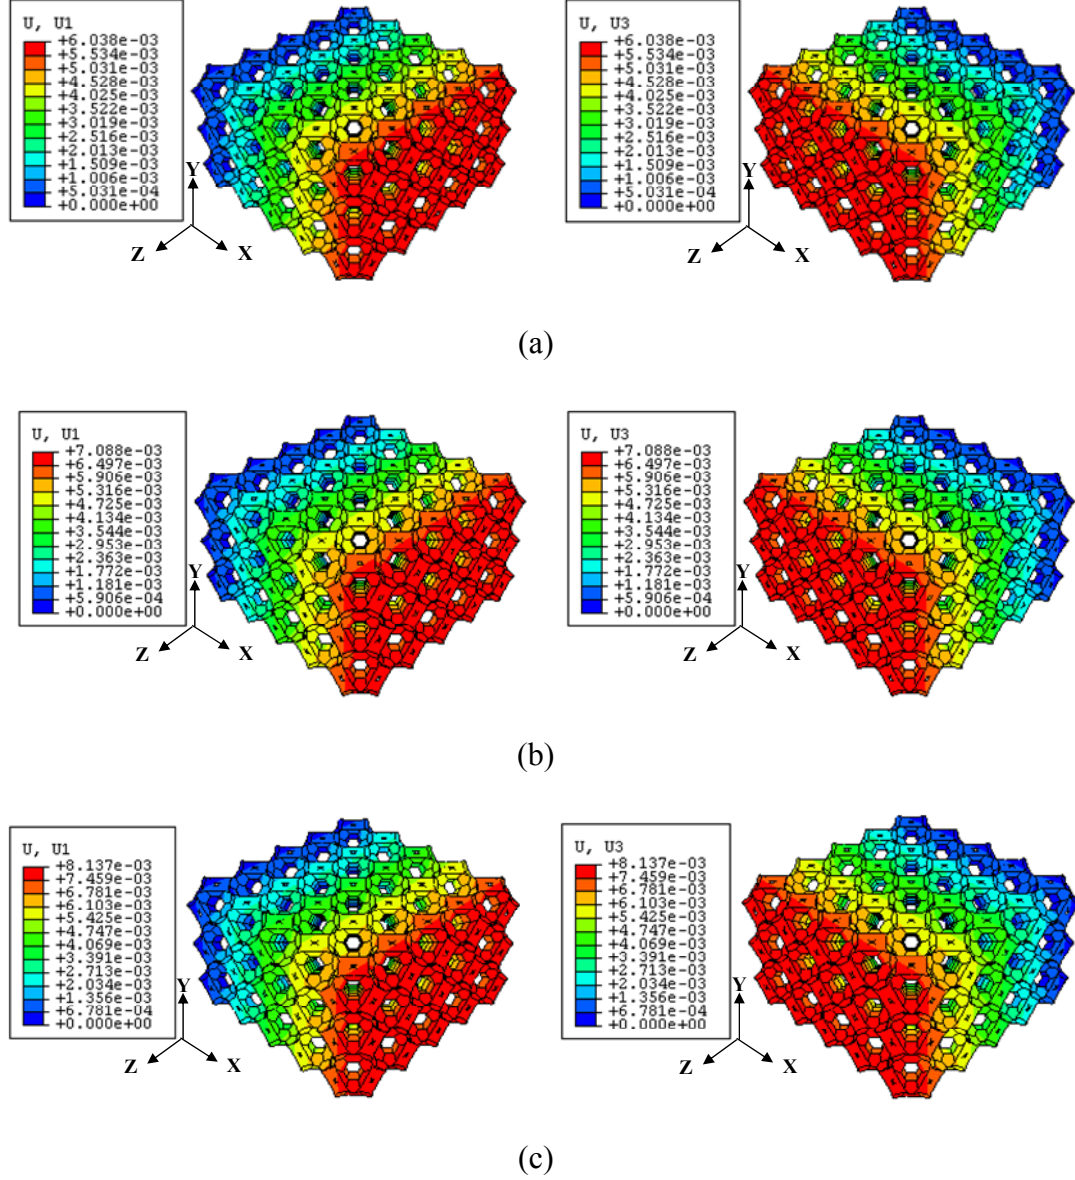 U, U1
+6.038e-03
+5.534e-03
+5.031e-03
+4.528e-03
+4.025e-03
+3.522e-03
+3.019e-03
+2.516e-03
+2.013e-03
+1.509e-03
+1.006e-03
+5.031e-04
+0.000e+00
Y
Z
X
U, U3
+6.038e-03
+5.534e-03
+5.031e-03
+4.528e-03
+4.025e-03
+3.522e-03
+3.019e-03
+2.516e-03
+2.013e-03
+1.509e-03
+1.006e-03
+5.031e-04
+0.000e+00
Y
Z
X
(a)
U, U1
+7.088e-03
+6.497e-03
+5.906e-03
+5.316e-03
+4.725e-03
+4.134e-03
+3.544e-03
+2.953e-03
+2.363e-03
+1.772e-03
+1.181e-03
+5.906e-04
+0.000e+00
Y
Z
X
U, U3
+7.088e-03
+6.497e-03
+5.906e-03
+5.316e-03
+4.725e-03
+4.134e-03
+3.544e-03
+2.953e-03
+2.363e-03
+1.772e-03
+1.181e-03
+5.906e-04
+0.000e+00
Y
Z
X
(b)
U, U1
+8.137e-03
+7.459e-03
+6.781e-03
+6.103e-03
+5.425e-03
+4.747e-03
+4.069e-03
+3.391e-03
+2.713e-03
+2.034e-03
+1.356e-03
+6.781e-04
+0.000e+00
Y
Z
X
U, U3
+8.137e-03
+7.459e-03
+6.781e-03
+6.103e-03
+5.425e-03
+4.747e-03
+4.069e-03
+3.391e-03
+2.713e-03
+2.034e-03
+1.356e-03
+6.781e-04
+0.000e+00
Y
Z
X
(c)